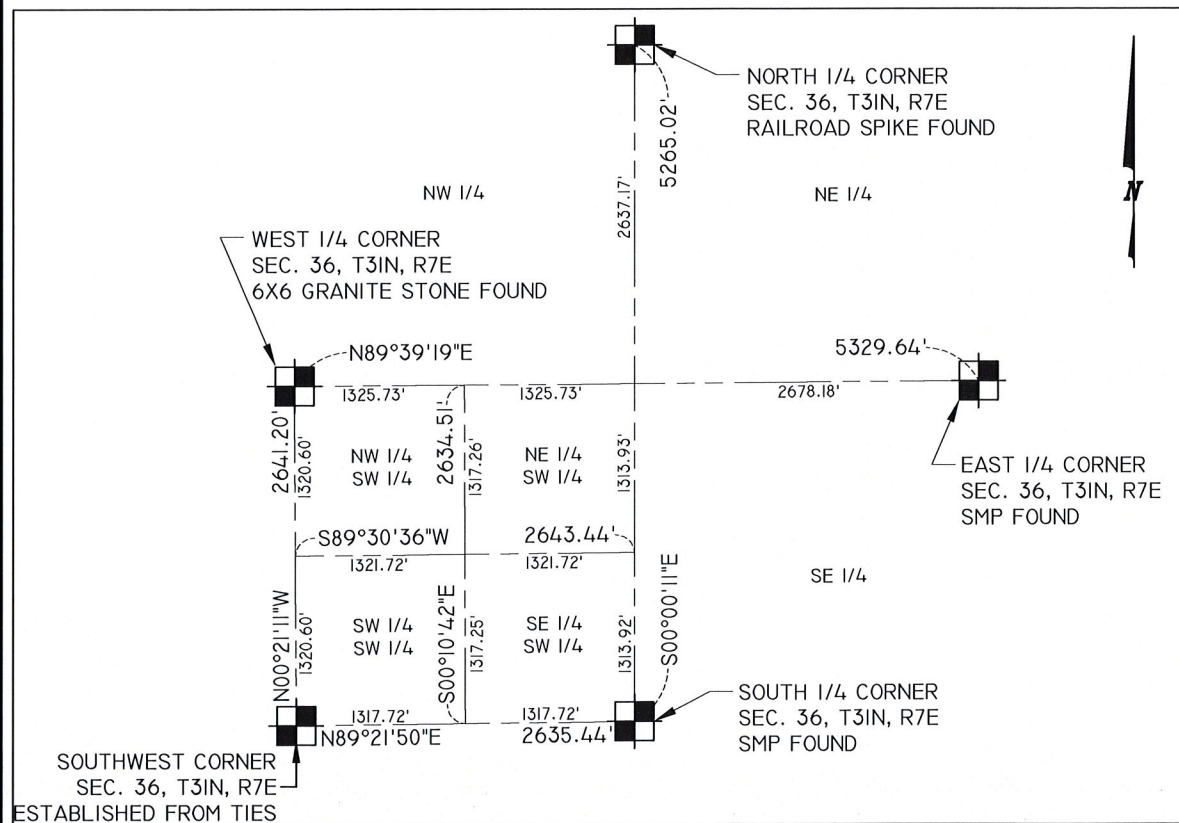 NORTH 1/4 CORNER
SEC. 36, T31N, R7E
RAILROAD SPIKE FOUND
5265.02'
2637.17'
NW 1/4
NE 1/4
N
WEST 1/4 CORNER
SEC. 36, T31N, R7E
6X6 GRANITE STONE FOUND
N89°39'19"E
5329.64'
1325.73'
1325.73'
2678.18'
2641.20'
1320.60'
NW 1/4
SW 1/4
2634.51'
1317.26'
NE 1/4
SW 1/4
1313.93'
EAST 1/4 CORNER
SEC. 36, T31N, R7E
SMP FOUND
S89°30'36"W
2643.44'
1321.72'
1321.72'
SE 1/4
N00°21'11"W
1320.60'
SW 1/4
SW 1/4
S00°10'42"E
1317.25'
SE 1/4
SW 1/4
1313.92'
S00°00'11"E
1317.72'
1317.72'
N89°21'50"E
2635.44'
SOUTH 1/4 CORNER
SEC. 36, T31N, R7E
SMP FOUND
SOUTHWEST CORNER
SEC. 36, T31N, R7E
ESTABLISHED FROM TIES